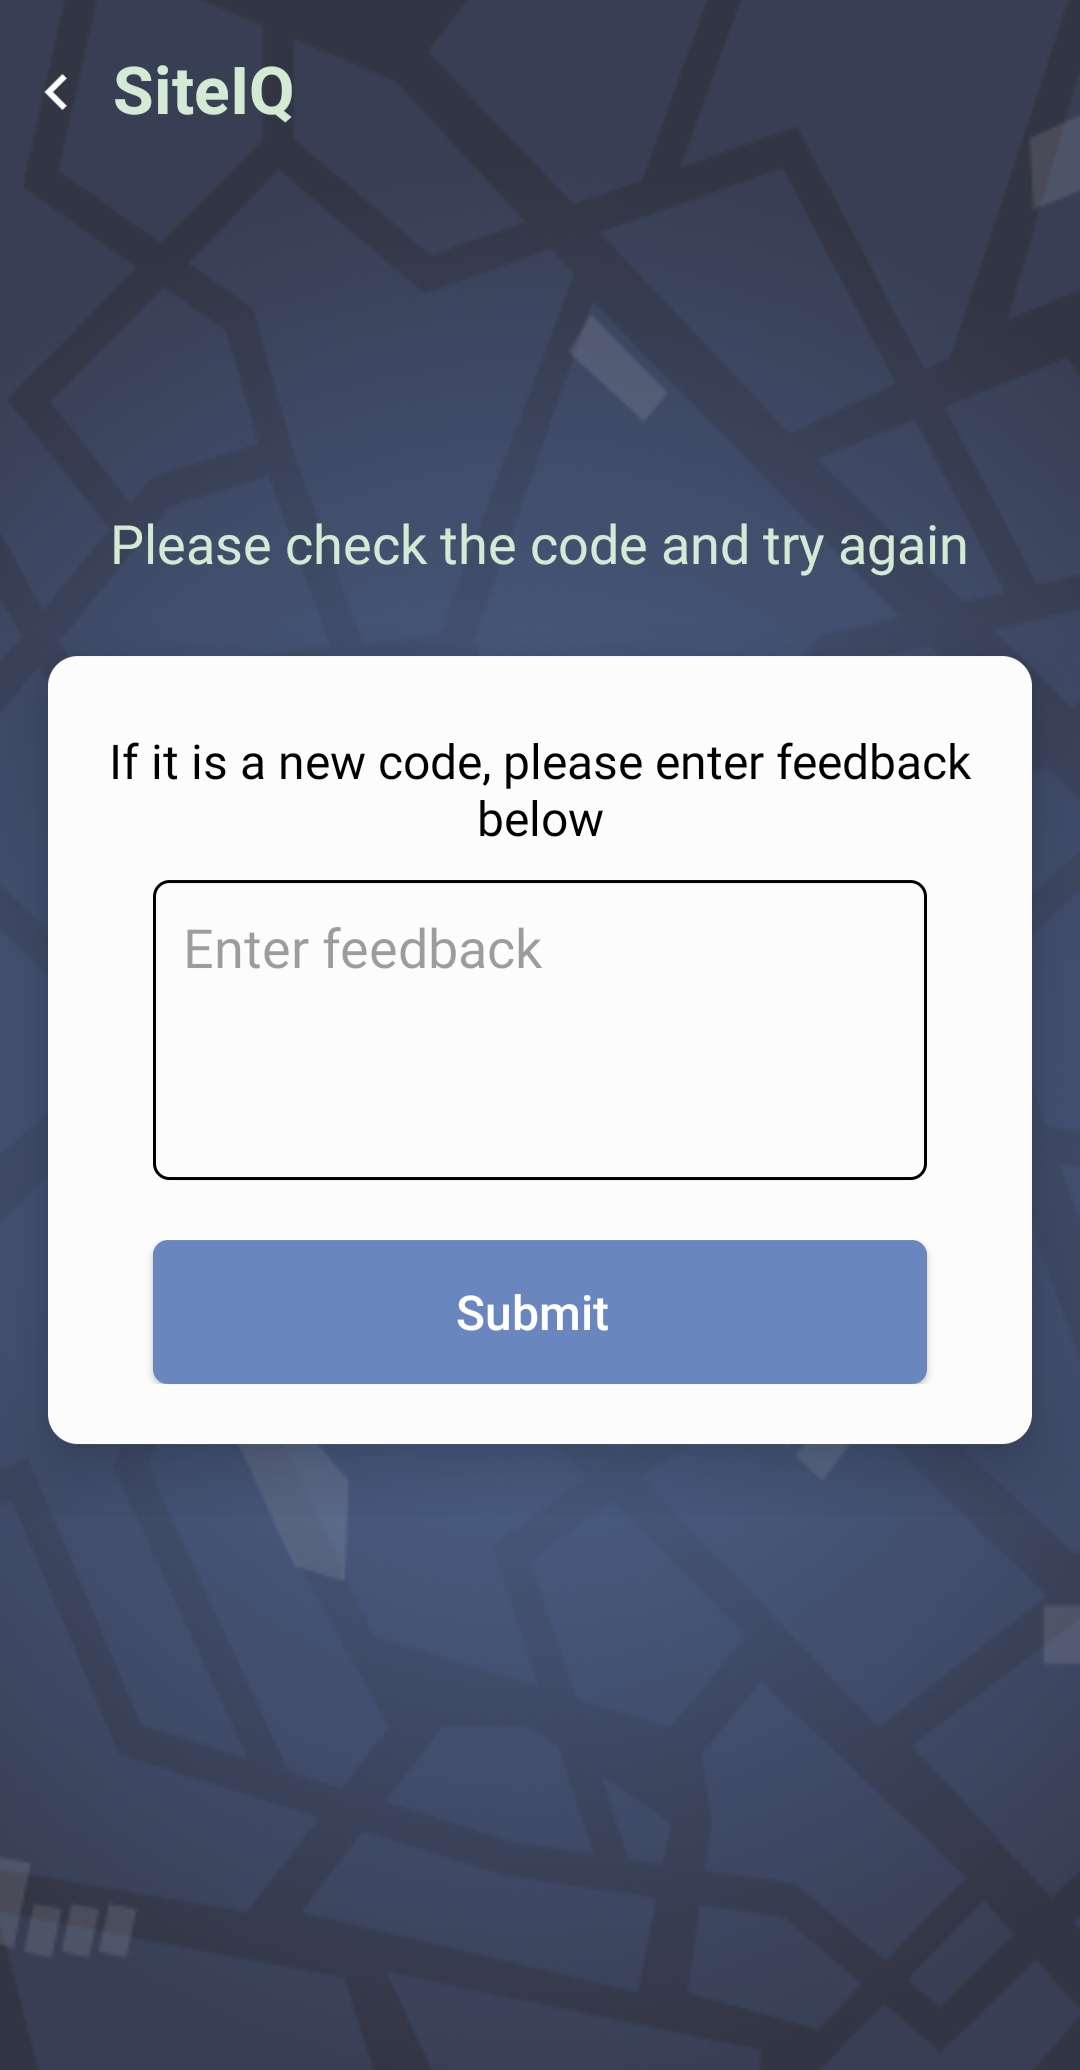 SiteIQ
Please check the code and try again
If it is a new code, please enter feedback
below
Enter feedback
Submit